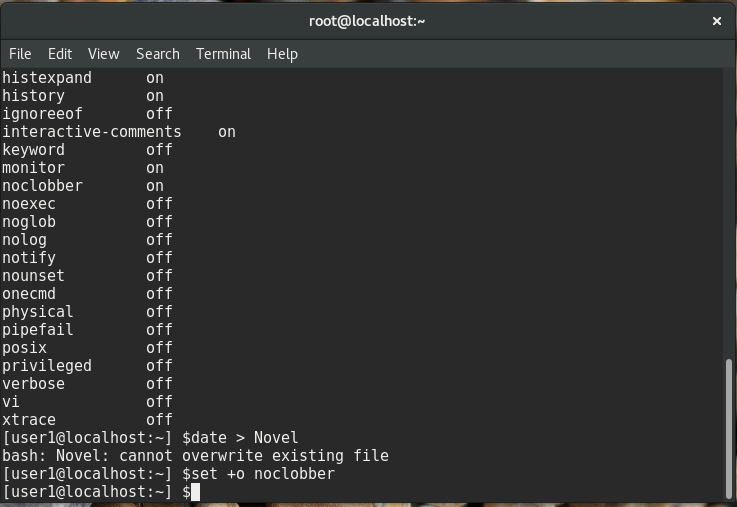 root@localhost:~
File Edit View Search Terminal Help
histexpand on
history on
ignoreeof off
interactive-comments on
keyword off
monitor on
noclobber on
noexec off
noglob off
nolog off
notify off
nounset off
onecmd off
physical off
pipefail off
posix off
privileged off
verbose off
vi off
xtrace off
[user1@localhost:~] $date > Novel
bash: Novel: cannot overwrite existing file
[user1@localhost:~] $set +o noclobber
[user1@localhost:~] $